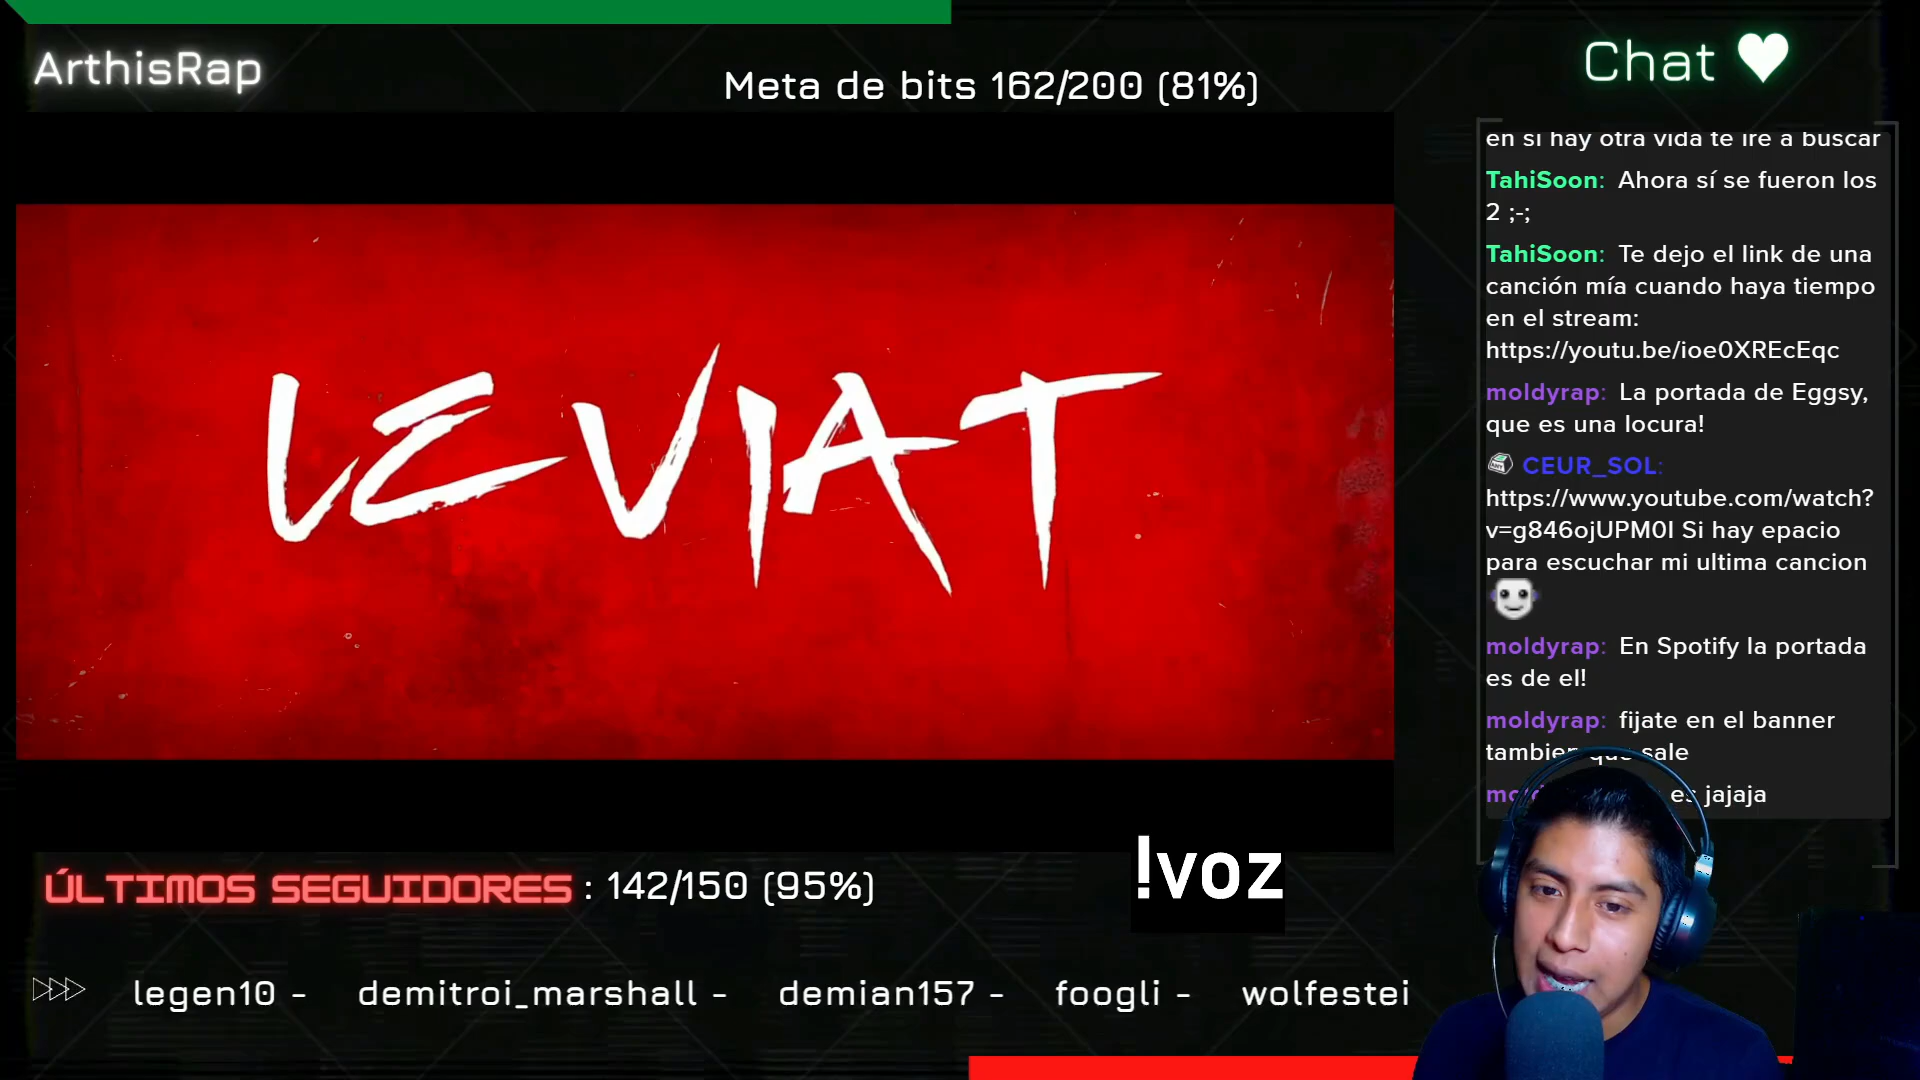 ArthisRap
Meta de bits 162/200 (81%)
Chat
LEVIAT
en si hay otra vida te ire a buscar
TahiSoon: Ahora sí se fueron los
2 ;-;
TahiSoon: Te dejo el link de una
canción mía cuando haya tiempo
en el stream:
https://youtu.be/ioe0XREcEqc
moldyrap: La portada de Eggsy,
que es una locura!
CEUR_SOL:
https://www.youtube.com/watch?
v=g846ojUPM0I Si hay epacio
para escuchar mi ultima cancion
moldyrap: En Spotify la portada
es de el!
moldyrap: fijate en el banner
tambien que sale
es jajaja
!voz
ÚLTIMOS SEGUIDORES : 142/150 (95%)
legen10 - demitroi_marshall - demian157 - foogli - wolfestei